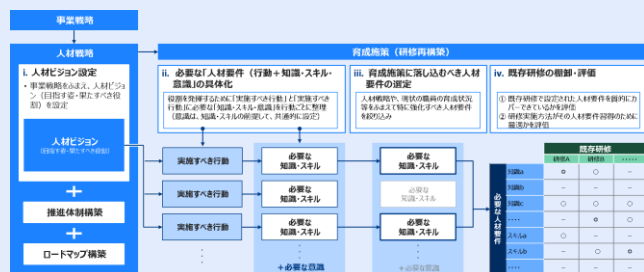 事業戦略
人材戦略
育成施策（研修再構築）
i. 人材ビジョン設定
・ 事業戦略をふまえ、人材ビジョン（目指す姿・果たすべき役割）を設定
人材ビジョン
（目指す姿・果たすべき役割）
＋
推進体制構築
＋
ロードマップ構築
ii. 必要な「人材要件（行動＋知識・スキル・意識）」の具体化
役割を発揮するために「実施すべき行動」と「実施すべき行動」に必要な「知識・スキル・意識」を行動ごとに整理
（意識は、知識・スキルの前提して、共通的に設定）
iii. 育成施策に落し込むべき人材要件の選定
人材戦略や、現状の職員の育成状況等をふまえて特に強化すべき人材要件を絞り込み
iv. 既存研修の棚卸・評価
① 既存研修で設定された人材要件を質的にカバーできているかを評価
② 研修実施方法がその人材要件習得のために最適かを評価
実施すべき行動
必要な
知識・スキル
必要な
知識・スキル
実施すべき行動
必要な
知識・スキル
必要な
知識・スキル
実施すべき行動
必要な
知識・スキル
必要な
知識・スキル
＋必要な意識
＋必要な意識
既存研修
研修A 研修B ・・・・・
必要な人材要件
知識a ◎ ○ －
知識b － － －
知識c ○ ○ ○
・・・・ － ◎ ○
スキルa ○ － －
スキルb － ○ ◎
・・・・ － － －